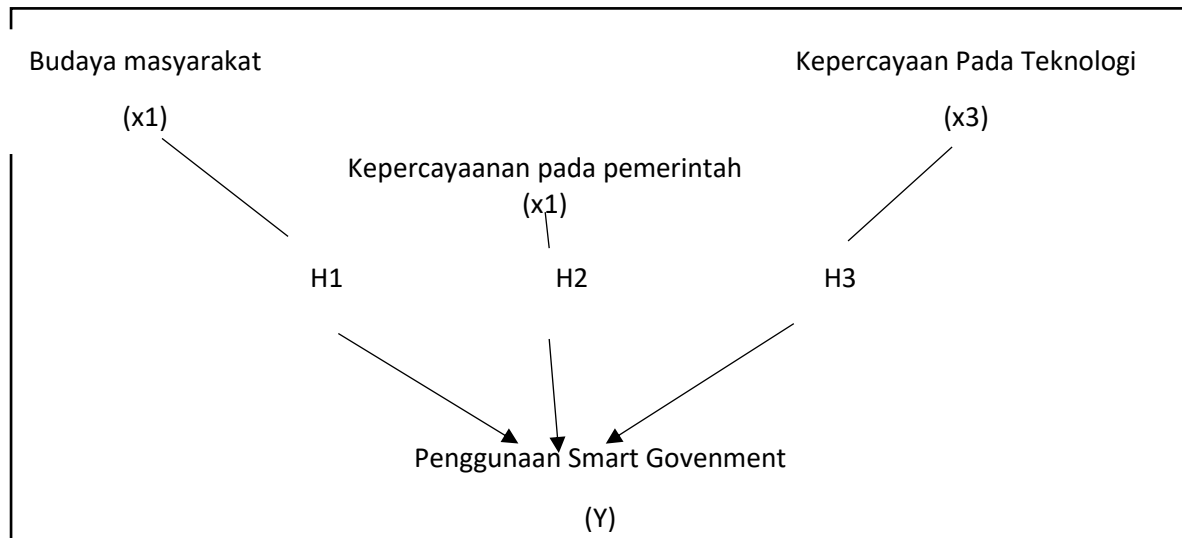 Budaya masyarakat
(x1)
Kepercayaan Pada Teknologi
(x3)
Kepercayaanan pada pemerintah
(x1)
H1
H2
H3
Penggunaan Smart Govenment
(Y)